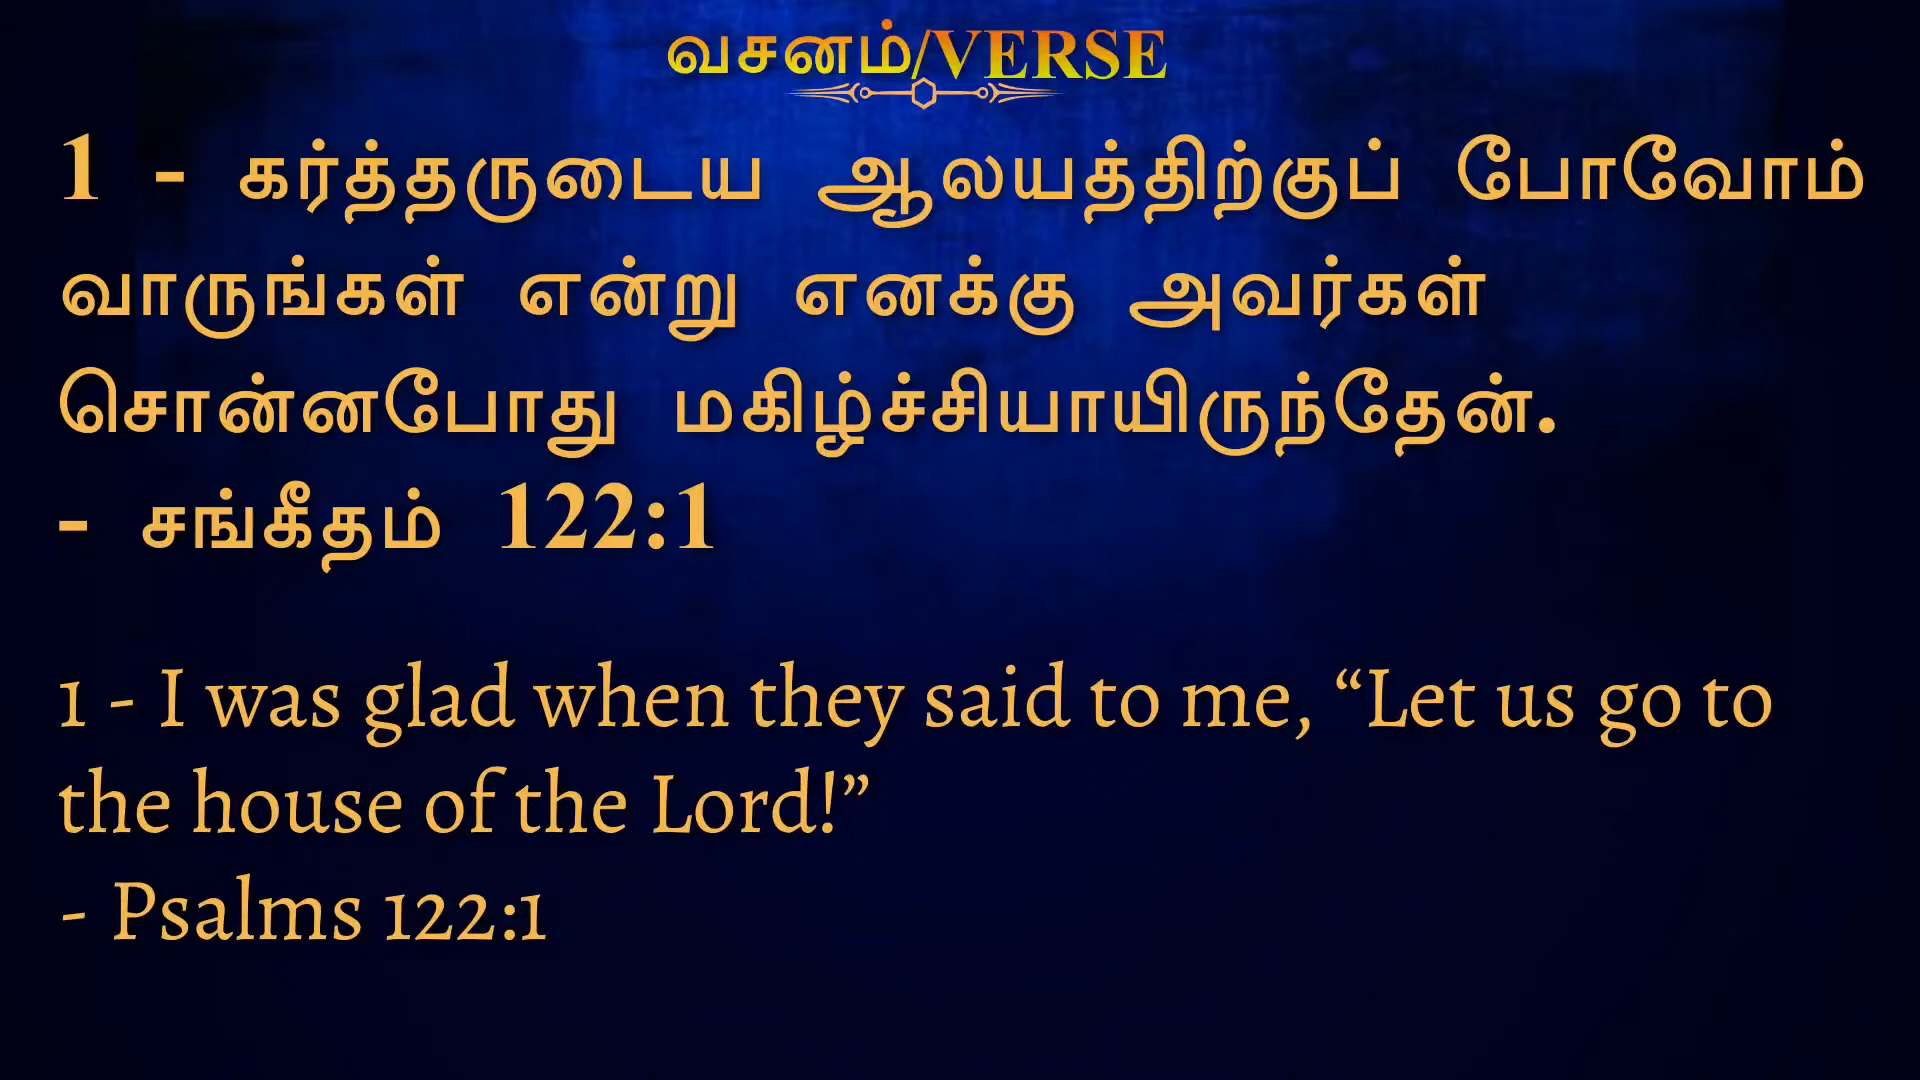 வசனம்/VERSE
1 - கர்த்தருடைய ஆலயத்திற்குப் போவோம்
வாருங்கள் என்று எனக்கு அவர்கள்
சொன்னபோது மகிழ்ச்சியாயிருந்தேன்.
- சங்கீதம் 122:1
1 - I was glad when they said to me, “Let us go to
the house of the Lord!”
- Psalms 122:1